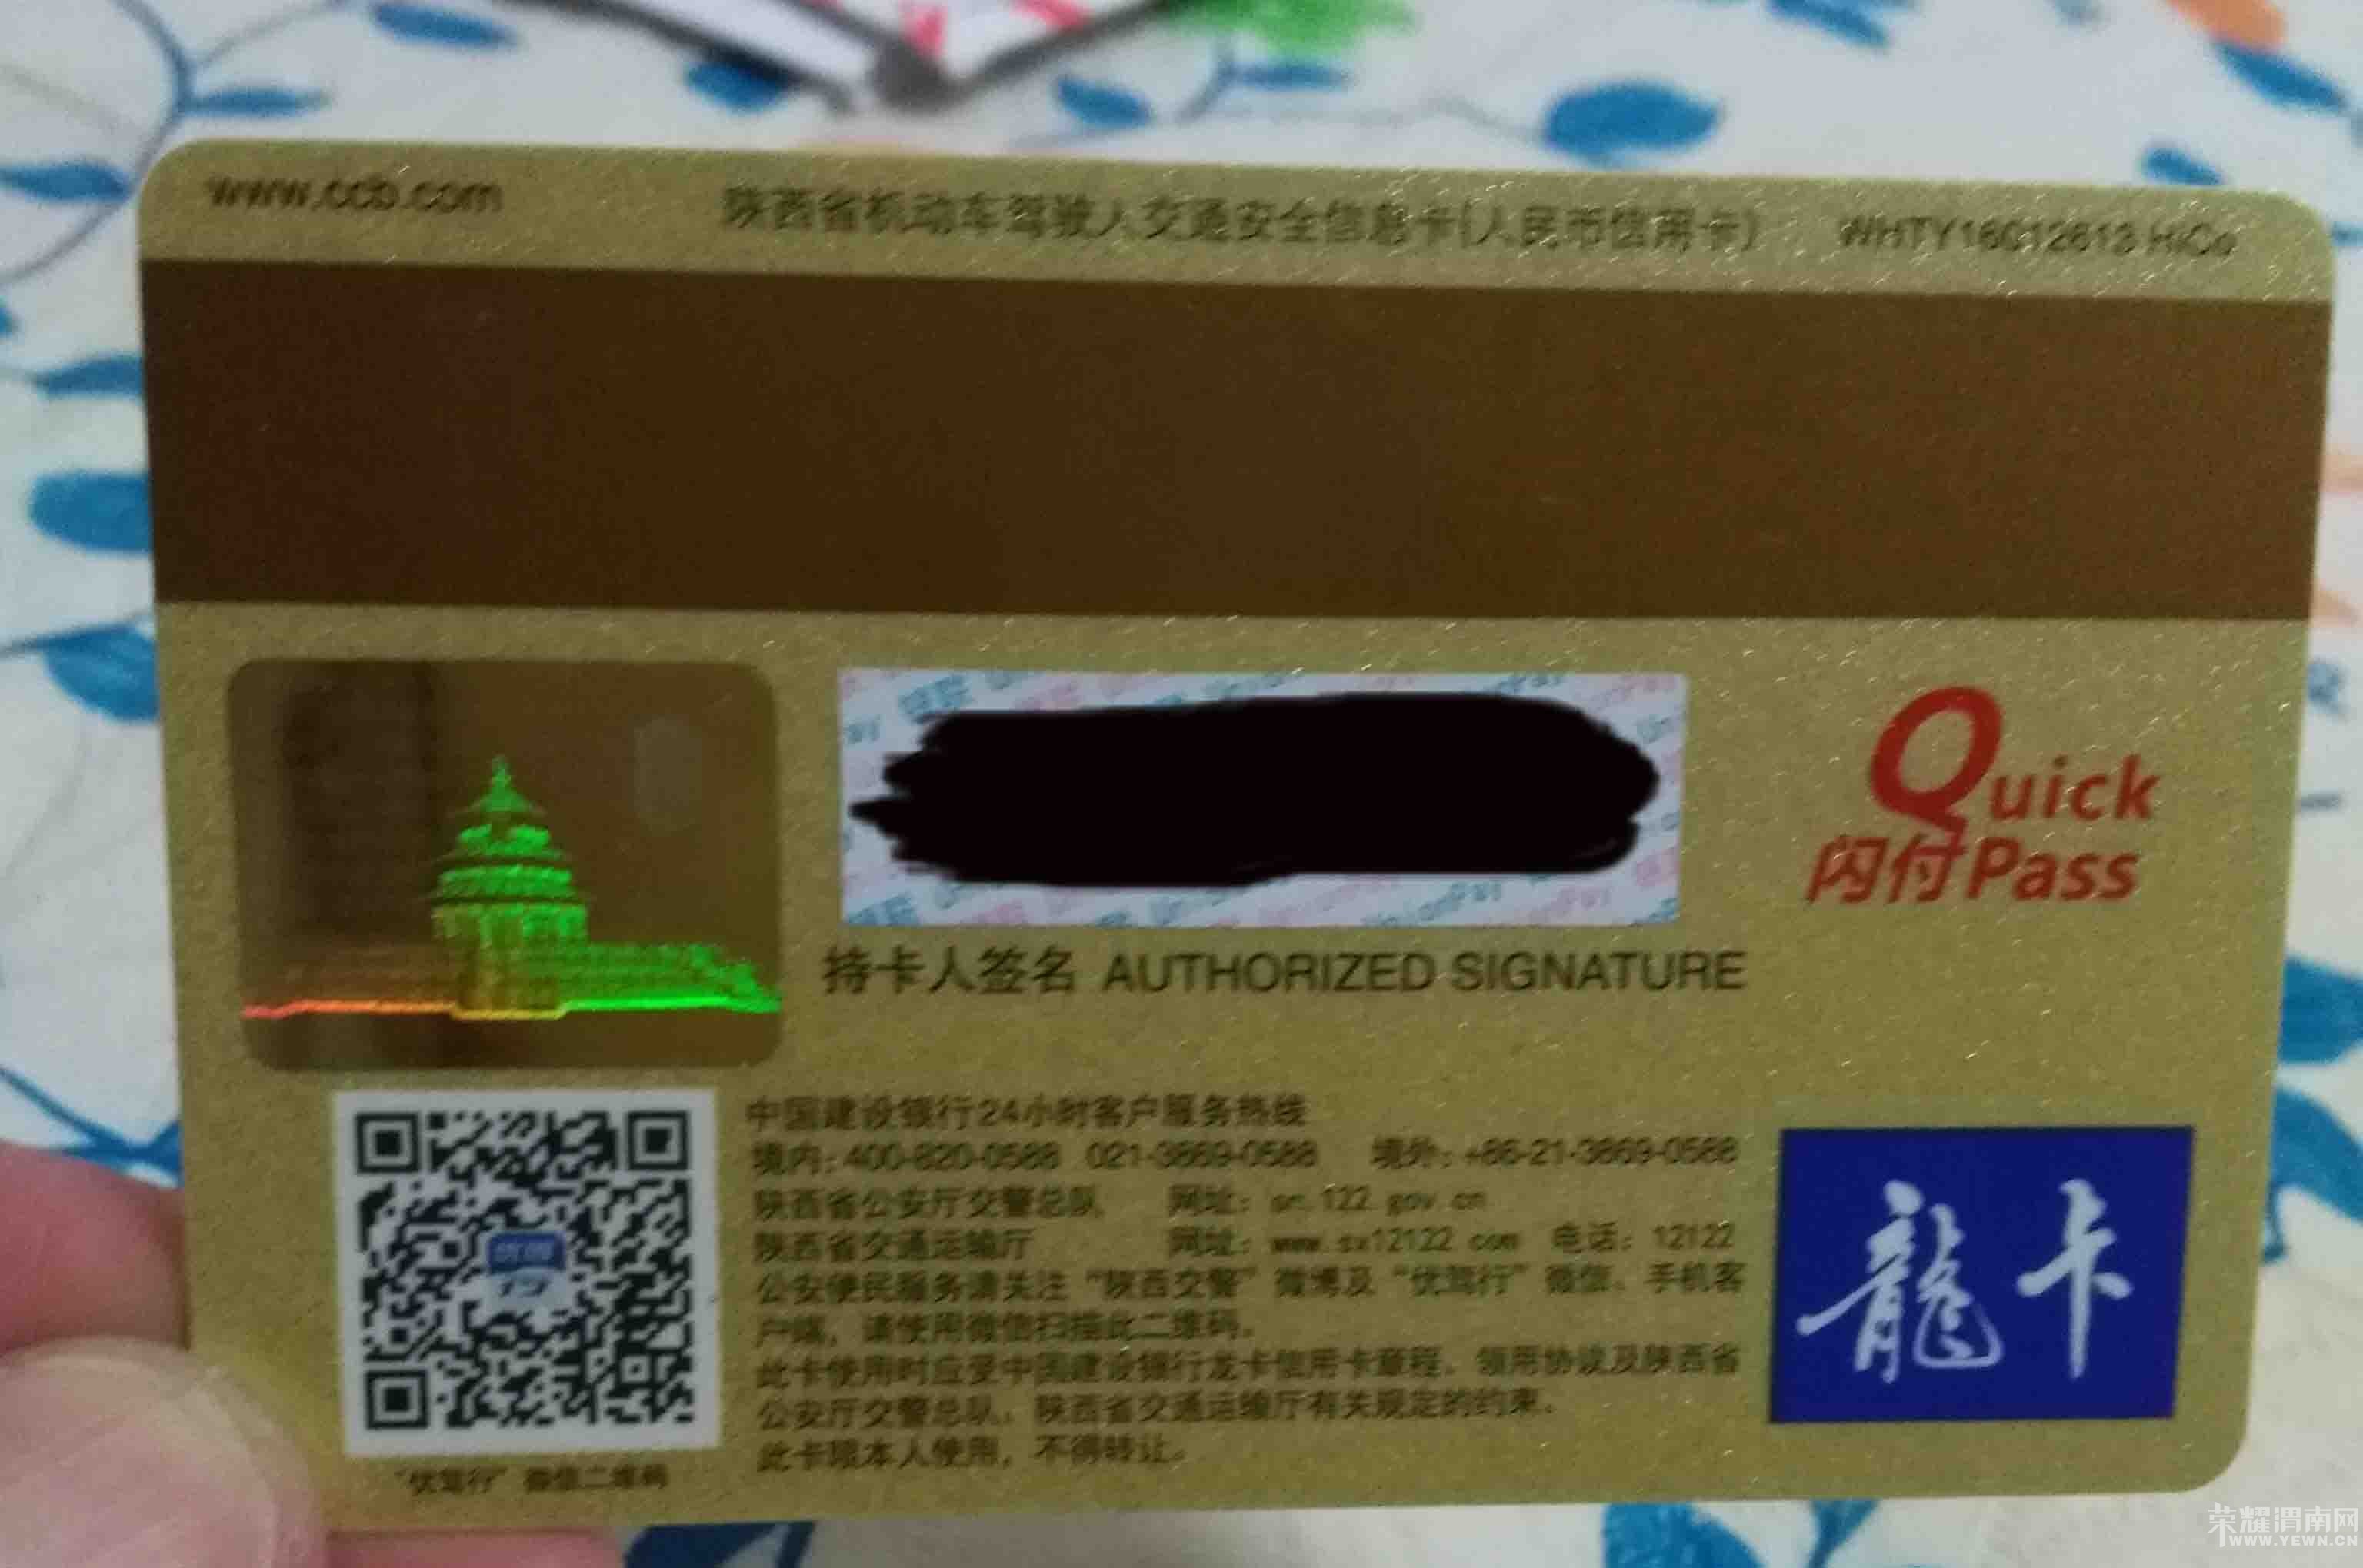 www.ccb.com 陕西省机动车驾驶人交通安全信息卡(人民币信用卡) WHTY16012613 HiCo
Quick
闪付Pass
持卡人签名 AUTHORIZED SIGNATURE
中国建设银行24小时客户服务热线
境内:400-820-0588 021-3869-0588 境外:+86-21-3869-0588
陕西省公安厅交警总队 网址: sn.122.gov.cn
陕西省交通运输厅 网址: www.sx12122.com 电话: 12122
公安便民服务请关注“陕西交警”微博及“优驾行”微信、手机客
户端,请使用微信扫描此二维码。
此卡使用时应受中国建设银行龙卡信用卡章程、领用协议及陕西省
公安厅交警总队、陕西省交通运输厅有关规定的约束。
此卡限本人使用,不得转让。
“优驾行”微信二维码
龍卡
荣耀渭南网
WWW.YEWN.CN